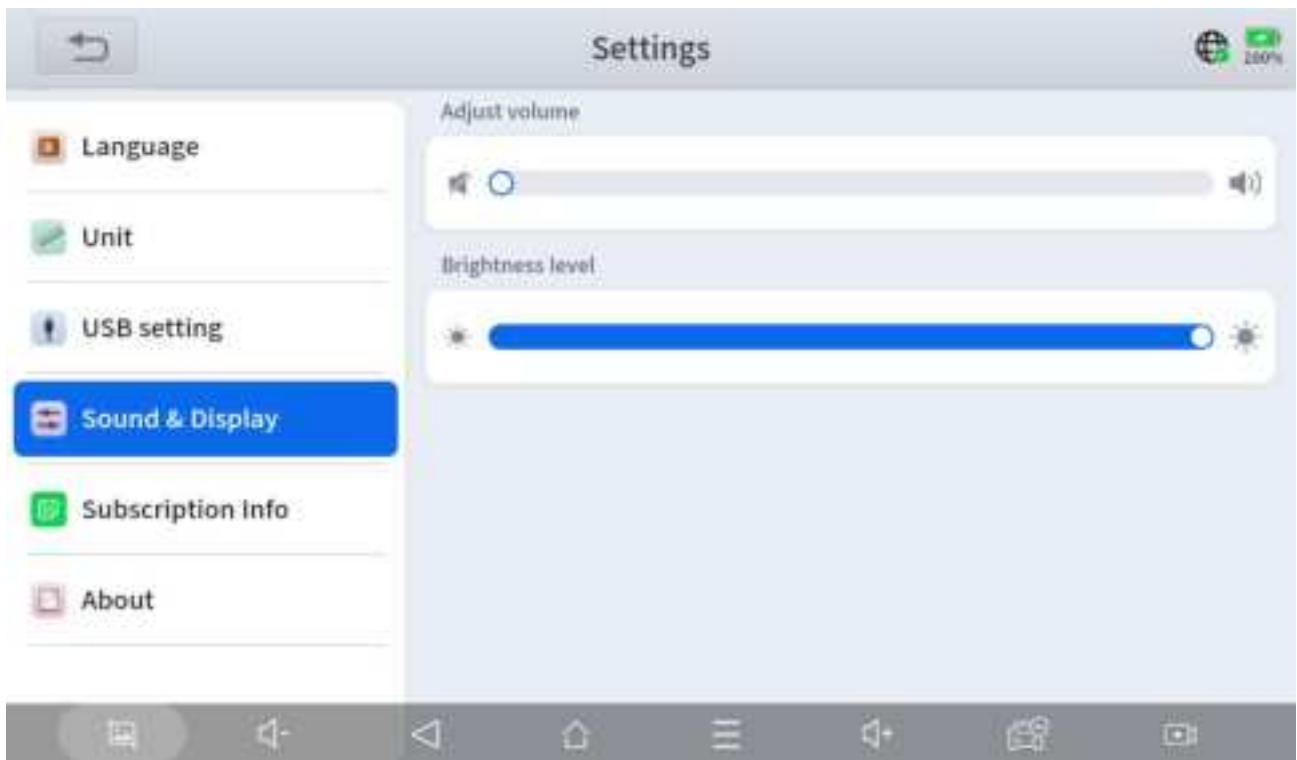 Settings
Adjust volume
Language
Unit
Brightness level
USB setting
Sound & Display
Subscription Info
About